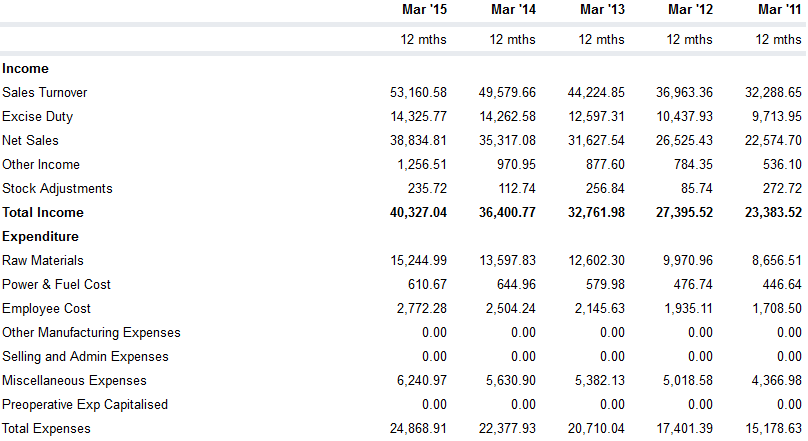 Mar '15 Mar '14 Mar '13 Mar '12 Mar '11
12 mths 12 mths 12 mths 12 mths 12 mths
Income
Sales Turnover 53,160.58 49,579.66 44,224.85 36,963.36 32,288.65
Excise Duty 14,325.77 14,262.58 12,597.31 10,437.93 9,713.95
Net Sales 38,834.81 35,317.08 31,627.54 26,525.43 22,574.70
Other Income 1,256.51 970.95 877.60 784.35 536.10
Stock Adjustments 235.72 112.74 256.84 85.74 272.72
Total Income 40,327.04 36,400.77 32,761.98 27,395.52 23,383.52
Expenditure
Raw Materials 15,244.99 13,597.83 12,602.30 9,970.96 8,656.51
Power & Fuel Cost 610.67 644.96 579.98 476.74 446.64
Employee Cost 2,772.28 2,504.24 2,145.63 1,935.11 1,708.50
Other Manufacturing Expenses 0.00 0.00 0.00 0.00 0.00
Selling and Admin Expenses 0.00 0.00 0.00 0.00 0.00
Miscellaneous Expenses 6,240.97 5,630.90 5,382.13 5,018.58 4,366.98
Preoperative Exp Capitalised 0.00 0.00 0.00 0.00 0.00
Total Expenses 24,868.91 22,377.93 20,710.04 17,401.39 15,178.63